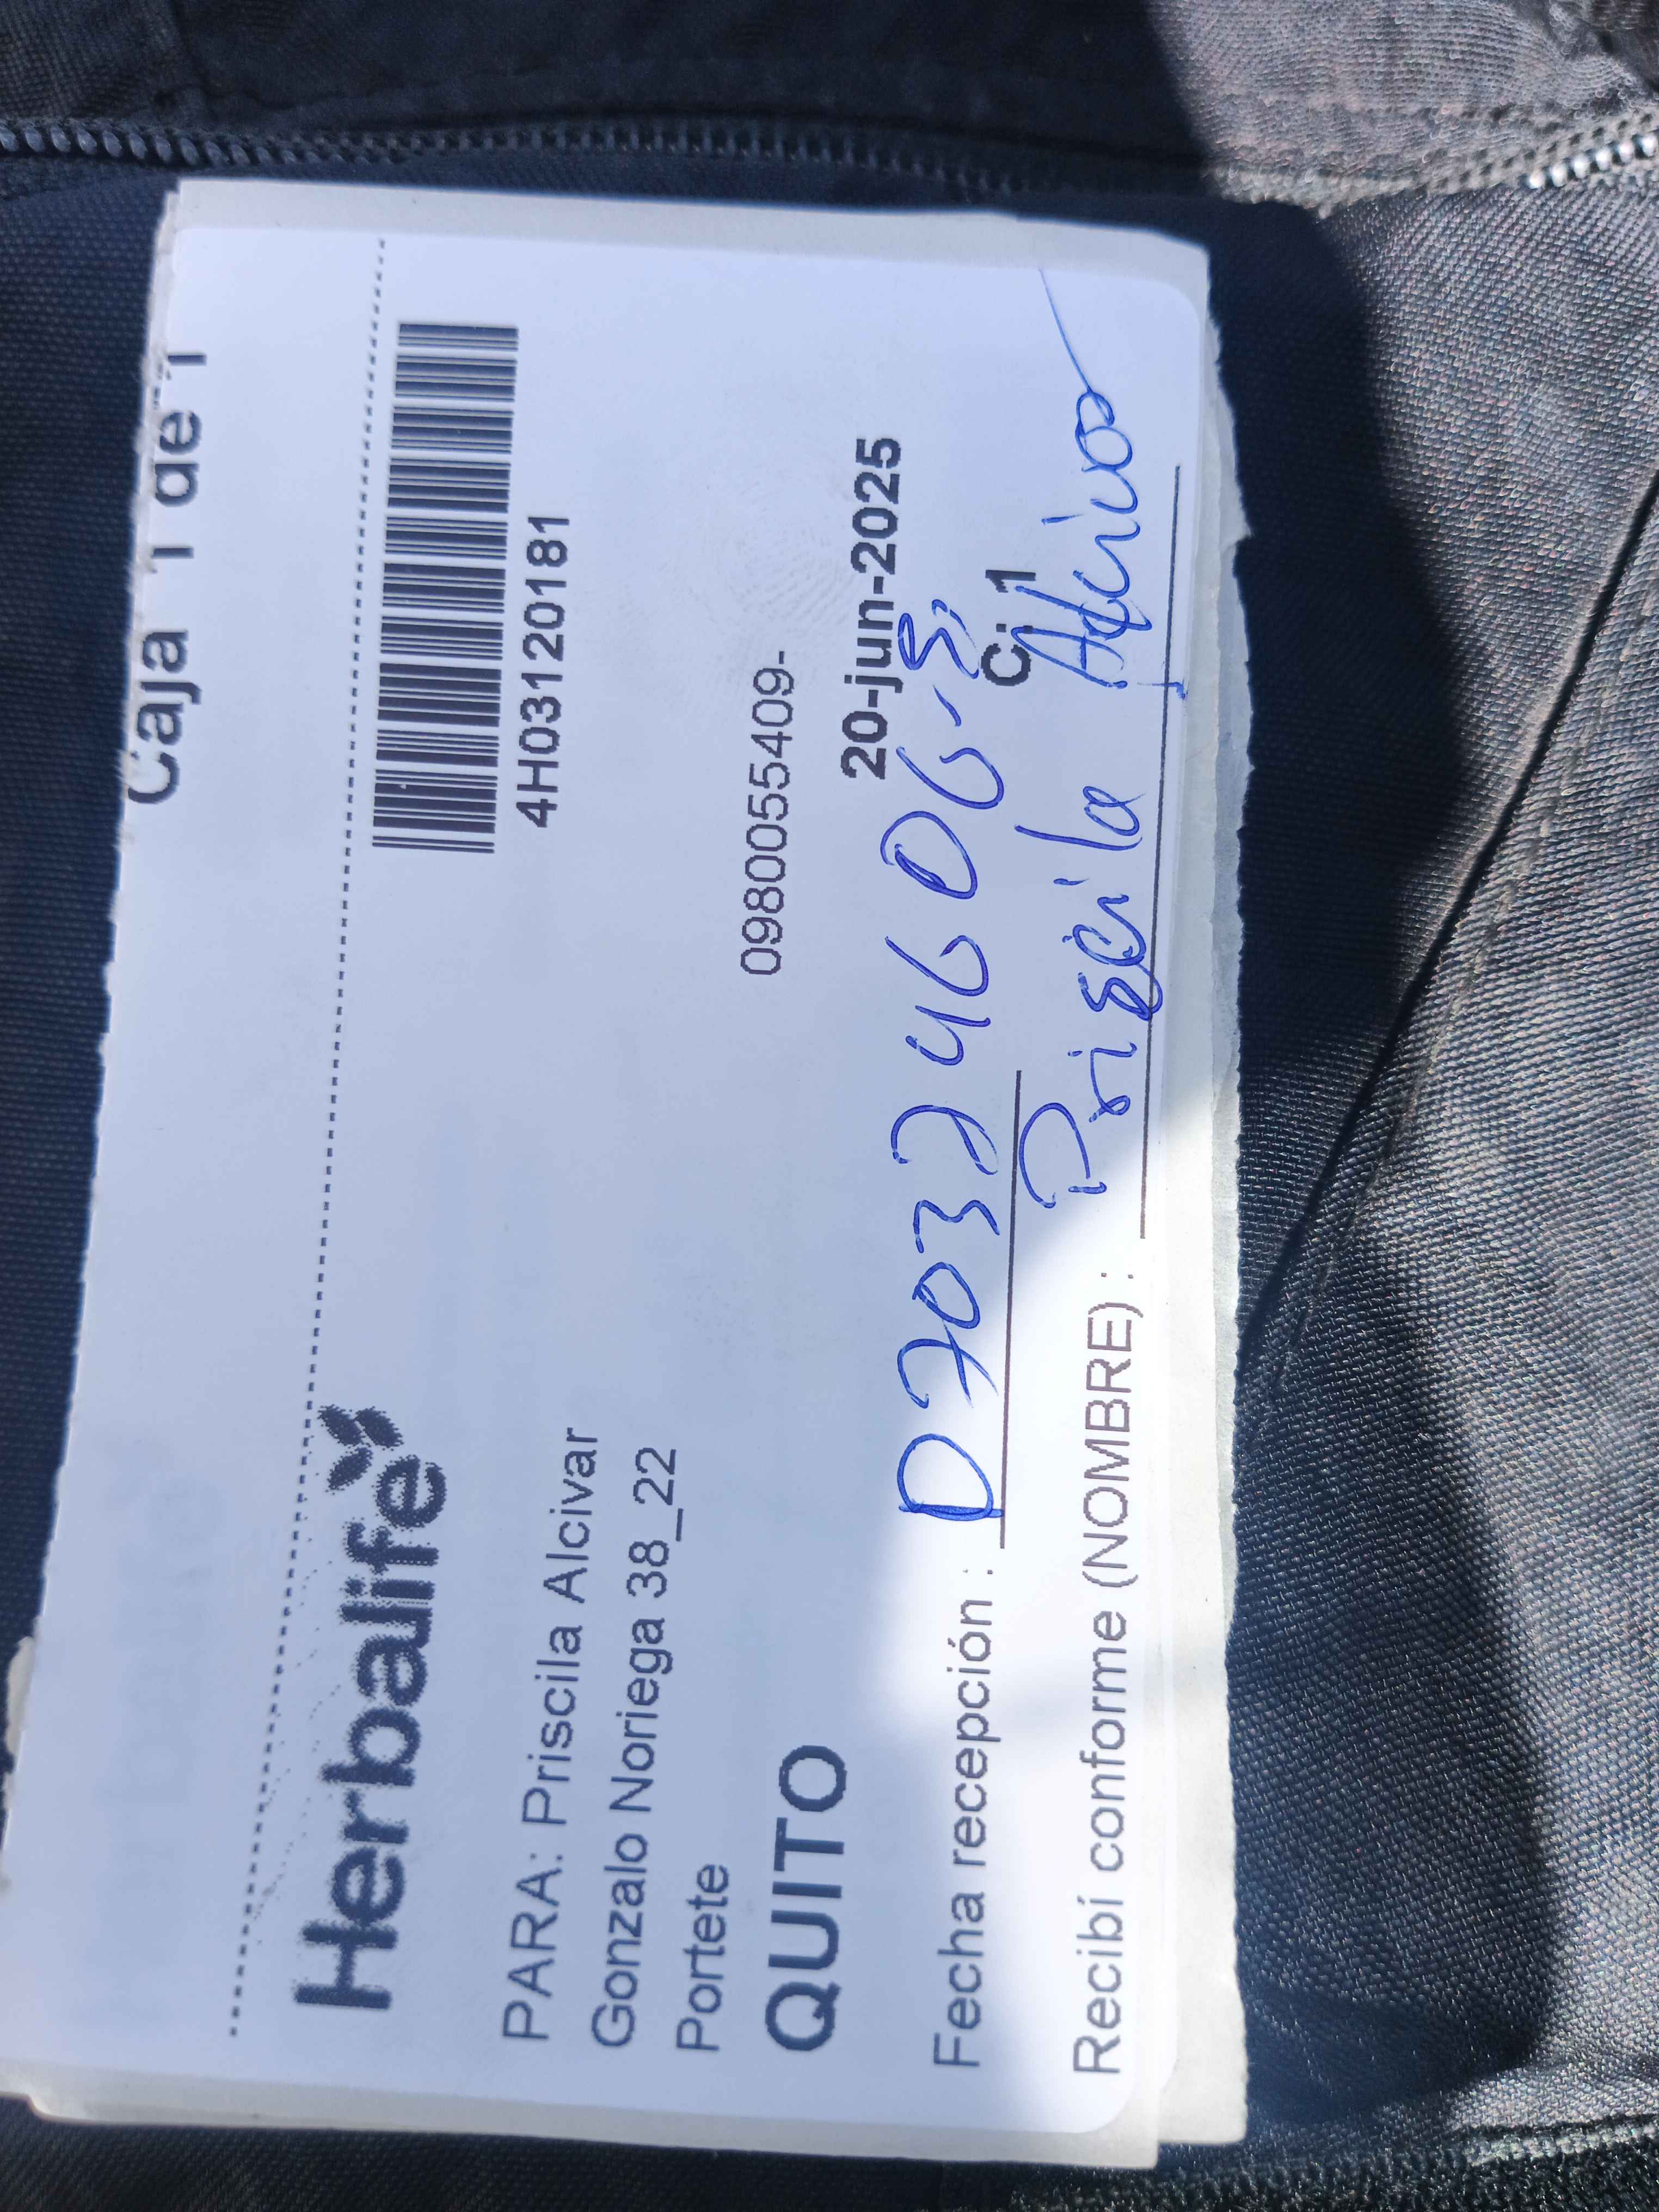 Caja 1 de 1
Herbalife
4H03120181
PARA: Priscila Alcivar
Gonzalo Noriega 38_22
Portete
0980055409-
QUITO
20-jun-2025
Fecha recepción :
C. 1
Recibí conforme (NOMBRE) : Priscila Alcivar